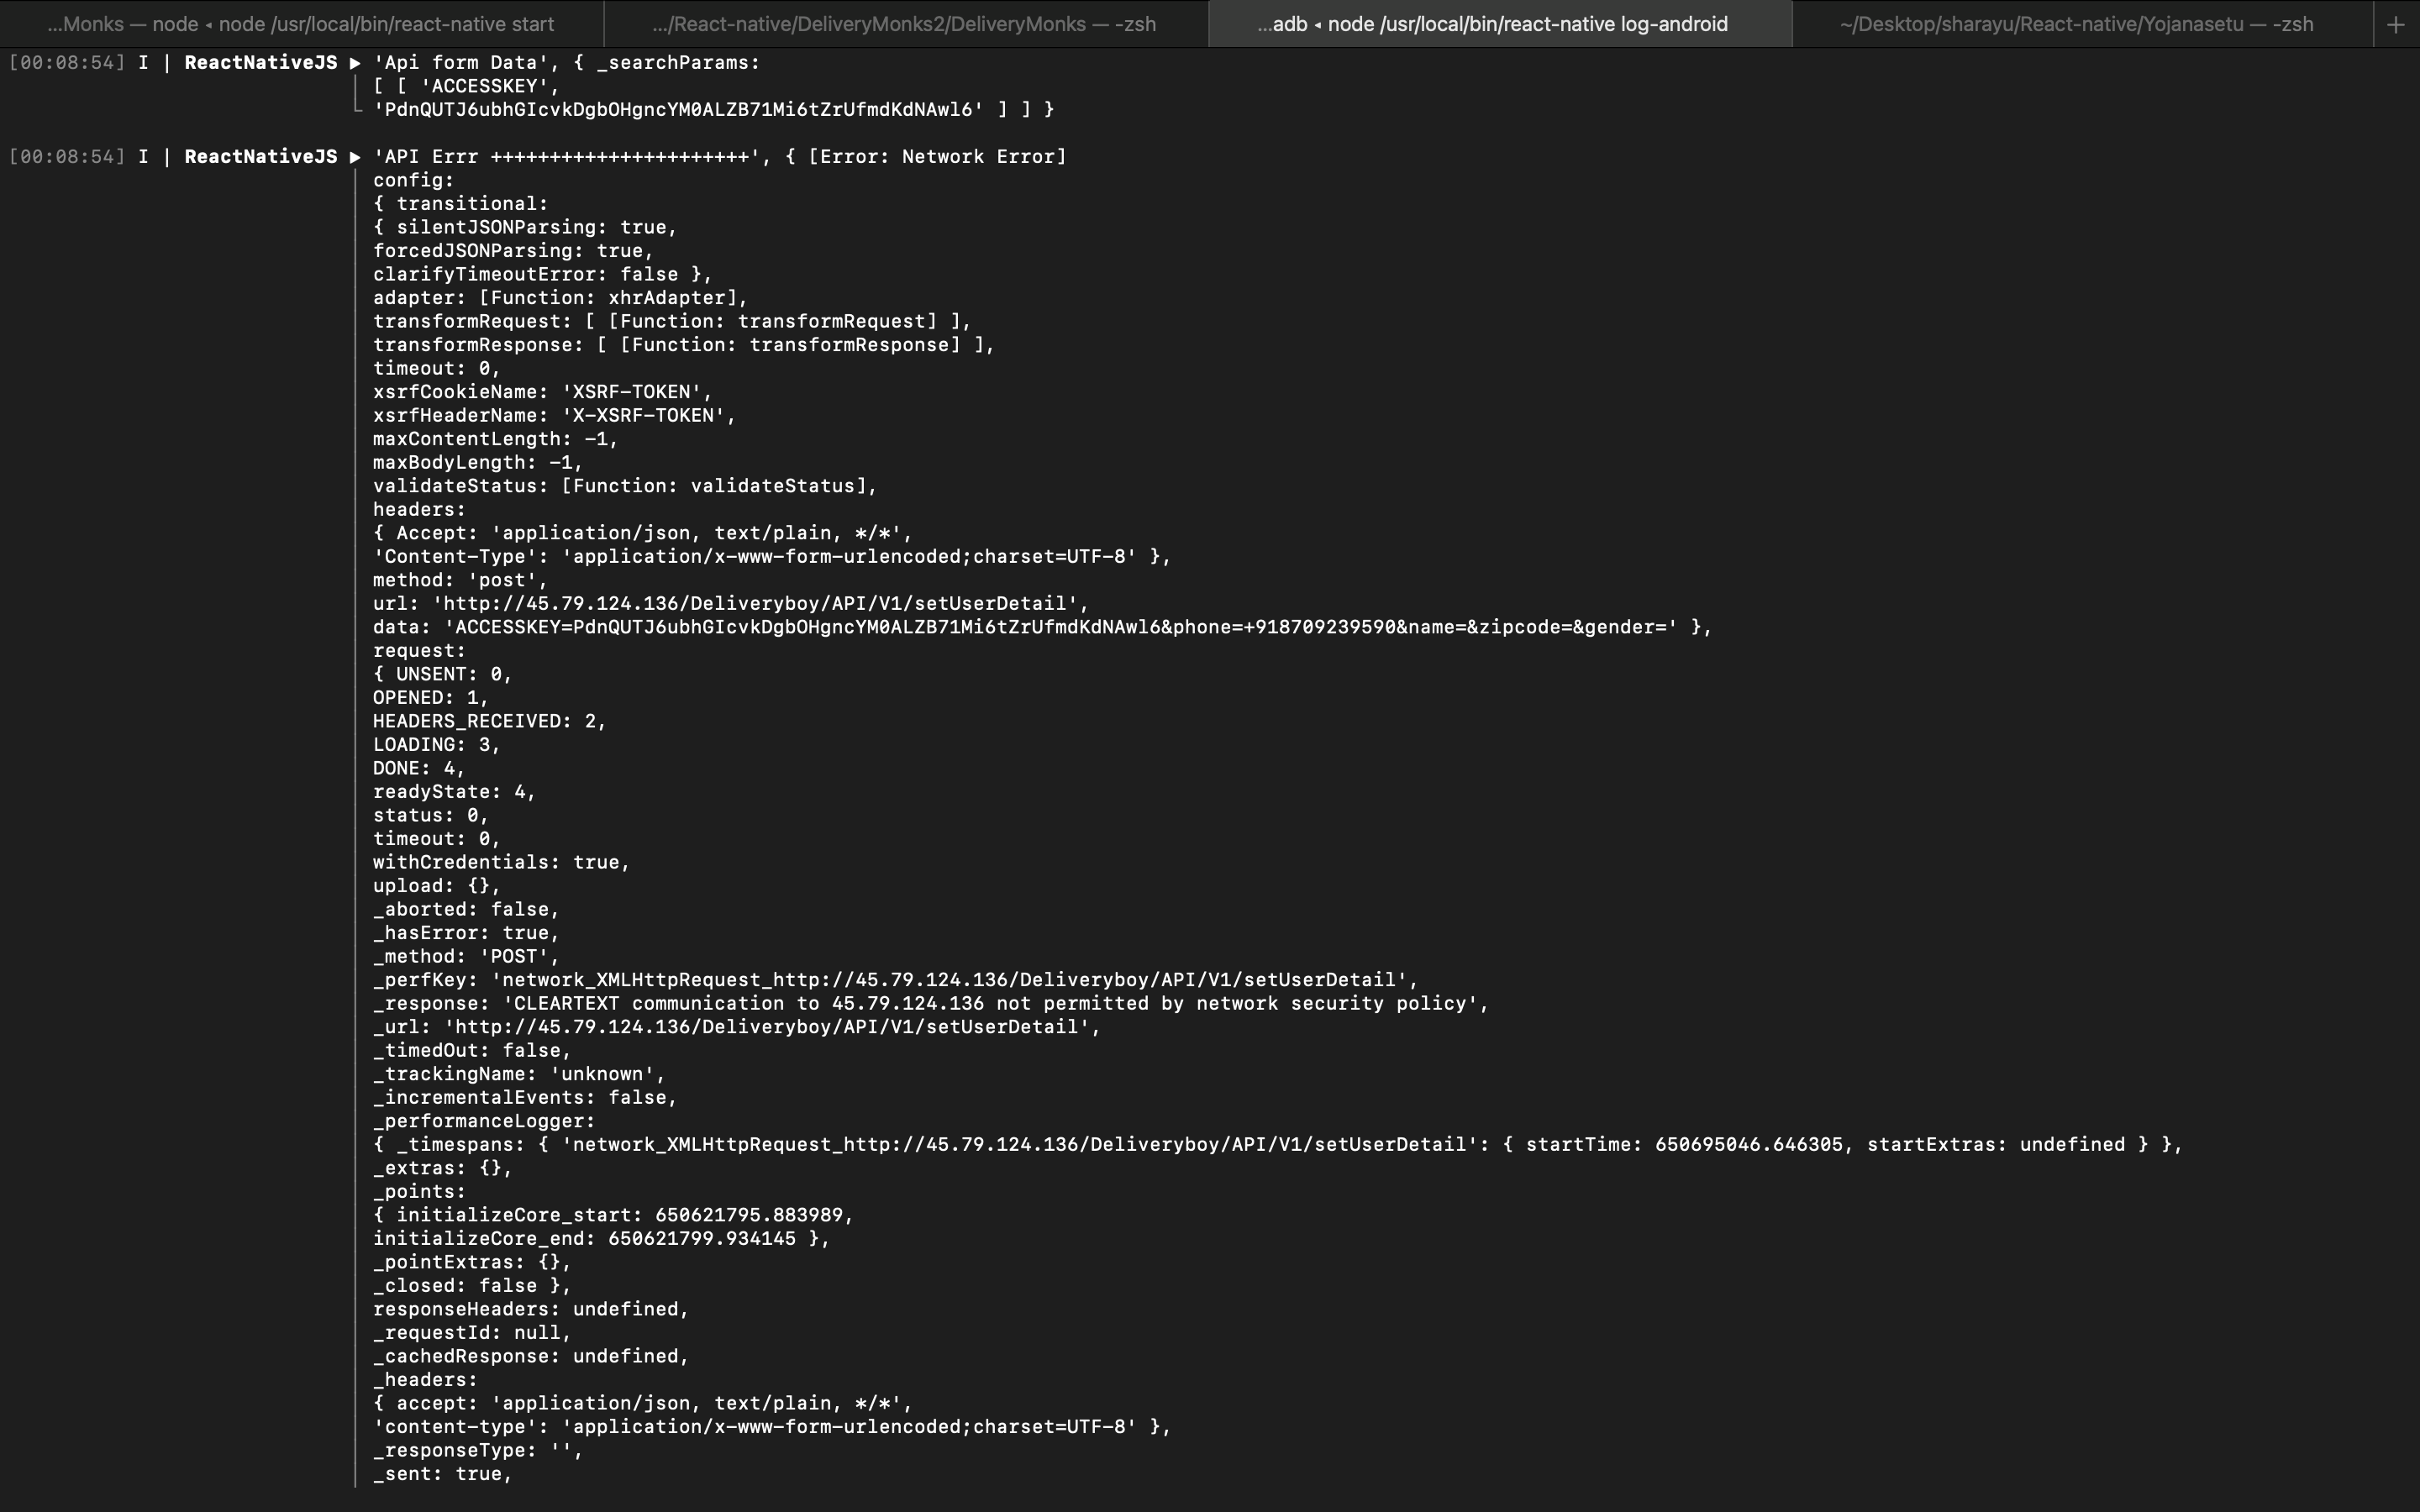 ...Monks — node ◂ node /usr/local/bin/react-native start
.../React-native/DeliveryMonks2/DeliveryMonks — -zsh
...adb ◂ node /usr/local/bin/react-native log-android
~/Desktop/sharayu/React-native/Yojanasetu — -zsh
+
[00:08:54] I | ReactNativeJS ▶ 'Api form Data', { _searchParams:
[ [ 'ACCESSKEY',
'PdnQUTJ6ubhGIcvkDgbOHgncYM0ALZB71Mi6tZrUfmdKdNAwl6' ] ] }
[00:08:54] I | ReactNativeJS ▶ 'API Errr ++++++++++++++++++++++', { [Error: Network Error]
config:
{ transitional:
{ silentJSONParsing: true,
forcedJSONParsing: true,
clarifyTimeoutError: false },
adapter: [Function: xhrAdapter],
transformRequest: [ [Function: transformRequest] ],
transformResponse: [ [Function: transformResponse] ],
timeout: 0,
xsrfCookieName: 'XSRF-TOKEN',
xsrfHeaderName: 'X-XSRF-TOKEN',
maxContentLength: -1,
maxBodyLength: -1,
validateStatus: [Function: validateStatus],
headers:
{ Accept: 'application/json, text/plain, */*',
'Content-Type': 'application/x-www-form-urlencoded;charset=UTF-8' },
method: 'post',
url: 'http://45.79.124.136/Deliveryboy/API/V1/setUserDetail',
data: 'ACCESSKEY=PdnQUTJ6ubhGIcvkDgbOHgncYM0ALZB71Mi6tZrUfmdKdNAwl6&phone=+918709239590&name=&zipcode=&gender=' },
request:
{ UNSENT: 0,
OPENED: 1,
HEADERS_RECEIVED: 2,
LOADING: 3,
DONE: 4,
readyState: 4,
status: 0,
timeout: 0,
withCredentials: true,
upload: {},
_aborted: false,
_hasError: true,
_method: 'POST',
_perfKey: 'network_XMLHttpRequest_http://45.79.124.136/Deliveryboy/API/V1/setUserDetail',
_response: 'CLEARTEXT communication to 45.79.124.136 not permitted by network security policy',
_url: 'http://45.79.124.136/Deliveryboy/API/V1/setUserDetail',
_timedOut: false,
_trackingName: 'unknown',
_incrementalEvents: false,
_performanceLogger:
{ _timespans: { 'network_XMLHttpRequest_http://45.79.124.136/Deliveryboy/API/V1/setUserDetail': { startTime: 650695046.646305, startExtras: undefined } },
_extras: {},
_points:
{ initializeCore_start: 650621795.883989,
initializeCore_end: 650621799.934145 },
_pointExtras: {},
_closed: false },
responseHeaders: undefined,
_requestId: null,
_cachedResponse: undefined,
_headers:
{ accept: 'application/json, text/plain, */*',
'content-type': 'application/x-www-form-urlencoded;charset=UTF-8' },
_responseType: '',
_sent: true,